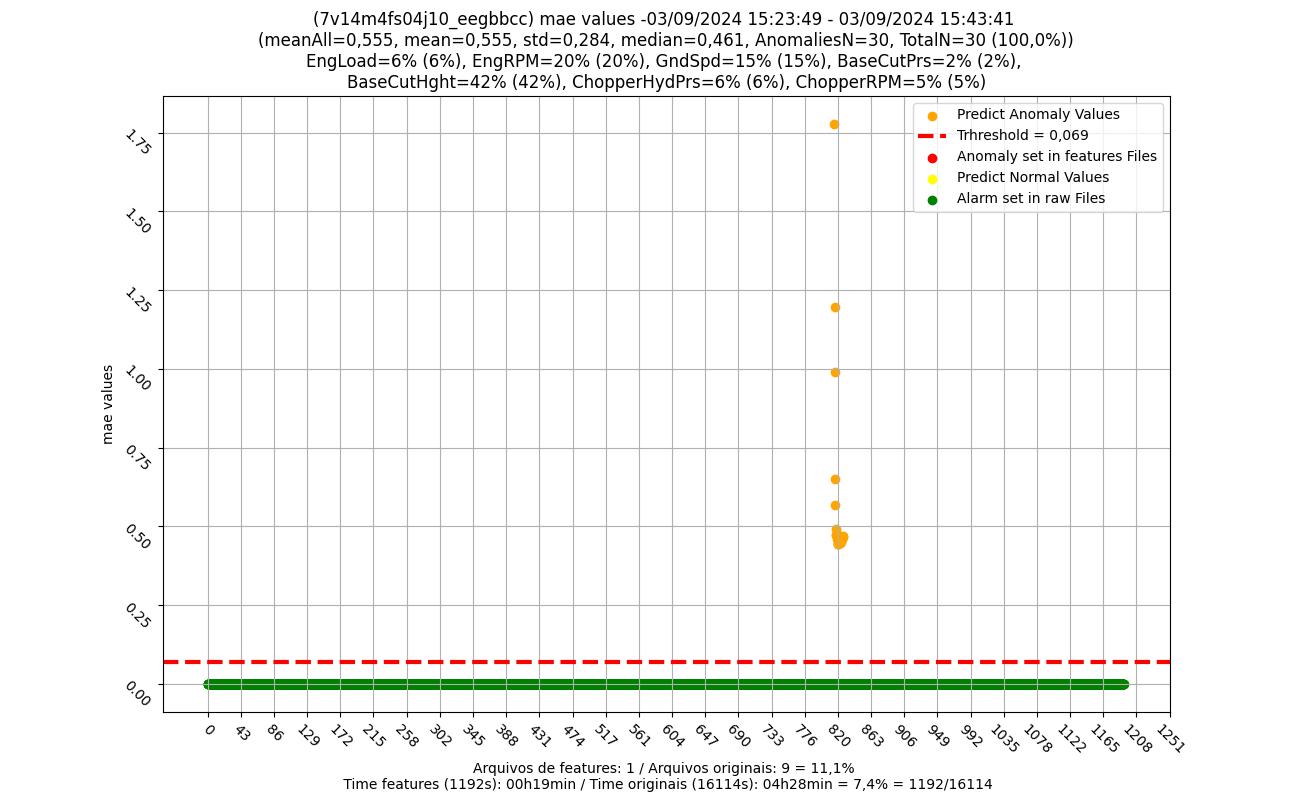 (7v14m4fs04j10_eegbbcc) mae values -03/09/2024 15:23:49 - 03/09/2024 15:43:41
(meanAll=0,555, mean=0,555, std=0,284, median=0,461, AnomaliesN=30, TotalN=30 (100,0%))
EngLoad=6% (6%), EngRPM=20% (20%), GndSpd=15% (15%), BaseCutPrs=2% (2%),
BaseCutHght=42% (42%), ChopperHydPrs=6% (6%), ChopperRPM=5% (5%)
Predict Anomaly Values
Trhreshold = 0,069
Anomaly set in features Files
Predict Normal Values
Alarm set in raw Files
mae values
1.75
1.50
1.25
1.00
0.75
0.50
0.25
0.00
0 43 86 129 172 215 258 302 345 388 431 474 517 561 604 647 690 733 776 820 863 906 949 992 1035 1078 1122 1165 1208 1251
Arquivos de features: 1 / Arquivos originais: 9 = 11,1%
Time features (1192s): 00h19min / Time originais (16114s): 04h28min = 7,4% = 1192/16114